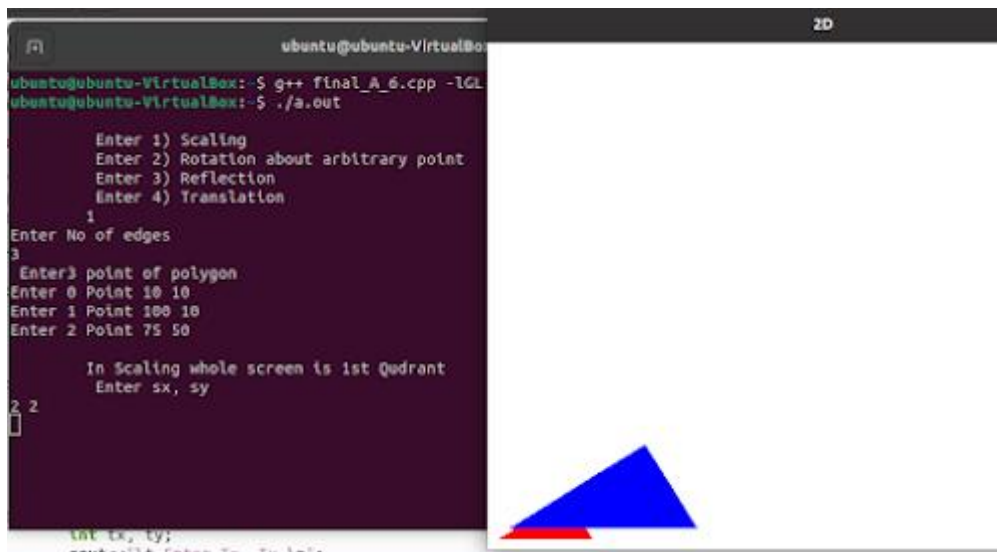 ubuntu@ubuntu-VirtualBo
2D
ubuntu@ubuntu-VirtualBox:~$ g++ final_A_6.cpp -lGL
ubuntu@ubuntu-VirtualBox:~$ ./a.out
Enter 1) Scaling
Enter 2) Rotation about arbitrary point
Enter 3) Reflection
Enter 4) Translation
1
Enter No of edges
3
Enter3 point of polygon
Enter 0 Point 10 10
Enter 1 Point 100 10
Enter 2 Point 75 50
In Scaling whole screen is 1st Qudrant
Enter sx, sy
2 2
int tx, ty;